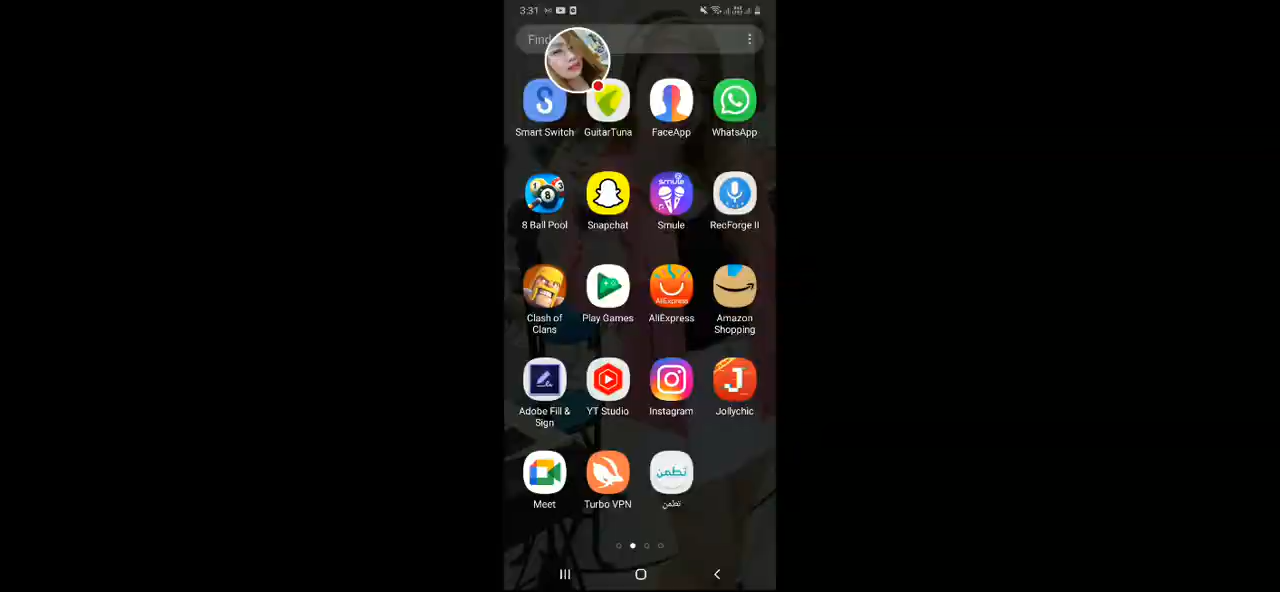 3:31
Find
Smart Switch
GuitarTuna
FaceApp
WhatsApp
8 Ball Pool
Snapchat
Smule
RecForge II
Clash of
Clans
Play Games
AliExpress
Amazon
Shopping
Adobe Fill &
Sign
YT Studio
Instagram
Jollychic
Meet
Turbo VPN
تطمن
تطمن